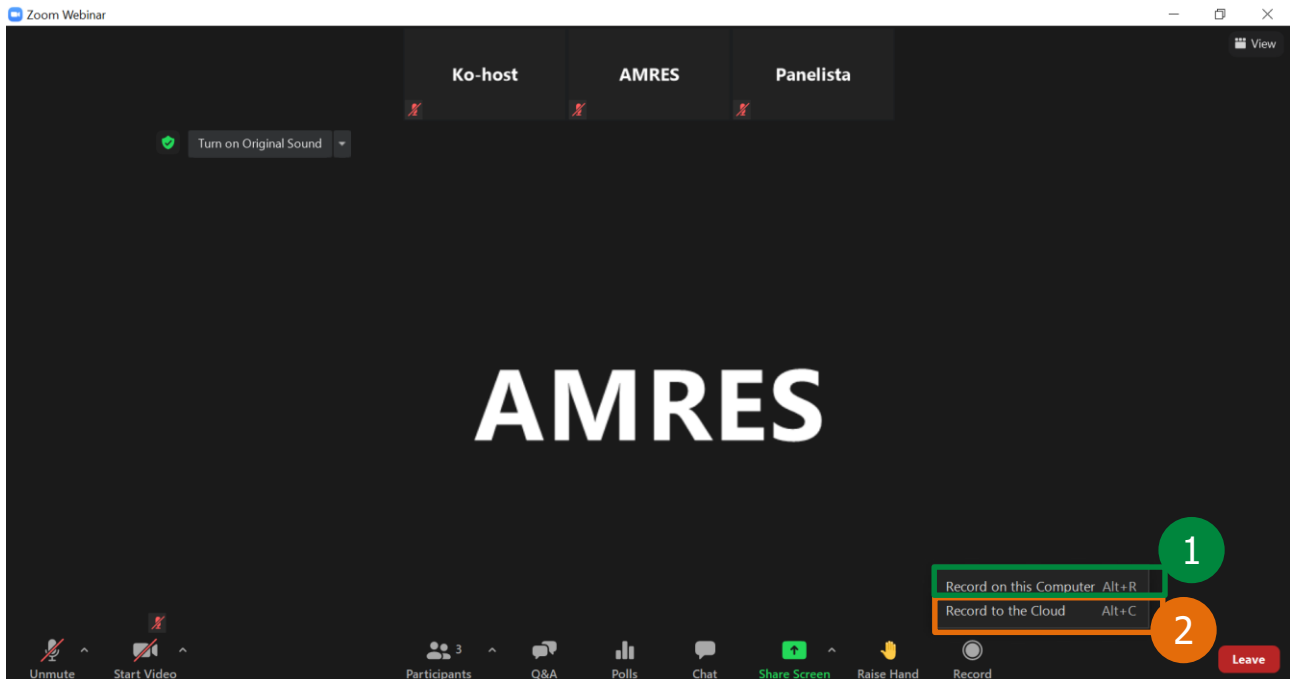 Zoom Webinar
View
Ko-host
AMRES
Panelista
Turn on Original Sound
AMRES
1
Record on this Computer Alt+R
Record to the Cloud Alt+C
2
3
Unmute
Start Video
Participants
Q&A
Polls
Chat
Share Screen
Raise Hand
Record
Leave